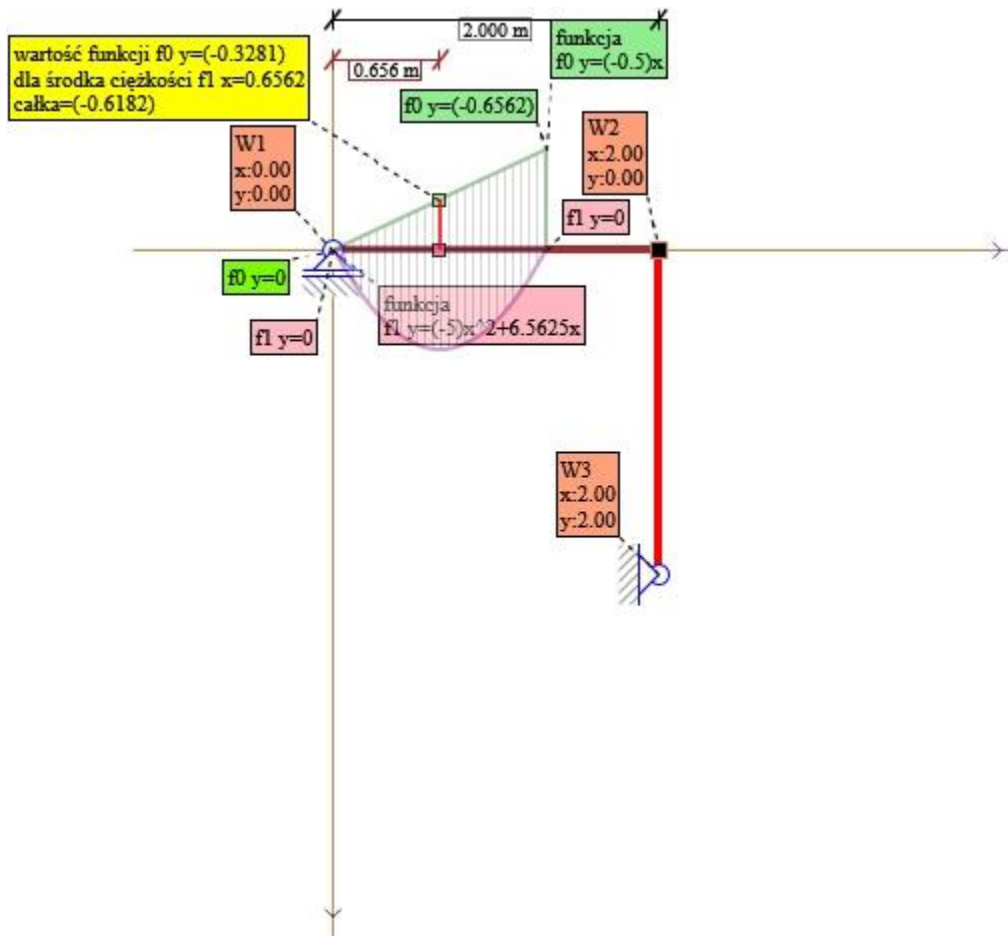 2.000 m
funkcja
f0 y=(-0.5)x
wartość funkcji f0 y=(-0.3281)
dla środka ciężkości f1 x=0.6562
całka=(-0.6182)
0.656 m
f0 y=(-0.6562)
W1
x:0.00
y:0.00
W2
x:2.00
y:0.00
f1 y=0
f0 y=0
funkcja
f1 y=(-5)x^2+6.5625x
f1 y=0
W3
x:2.00
y:2.00